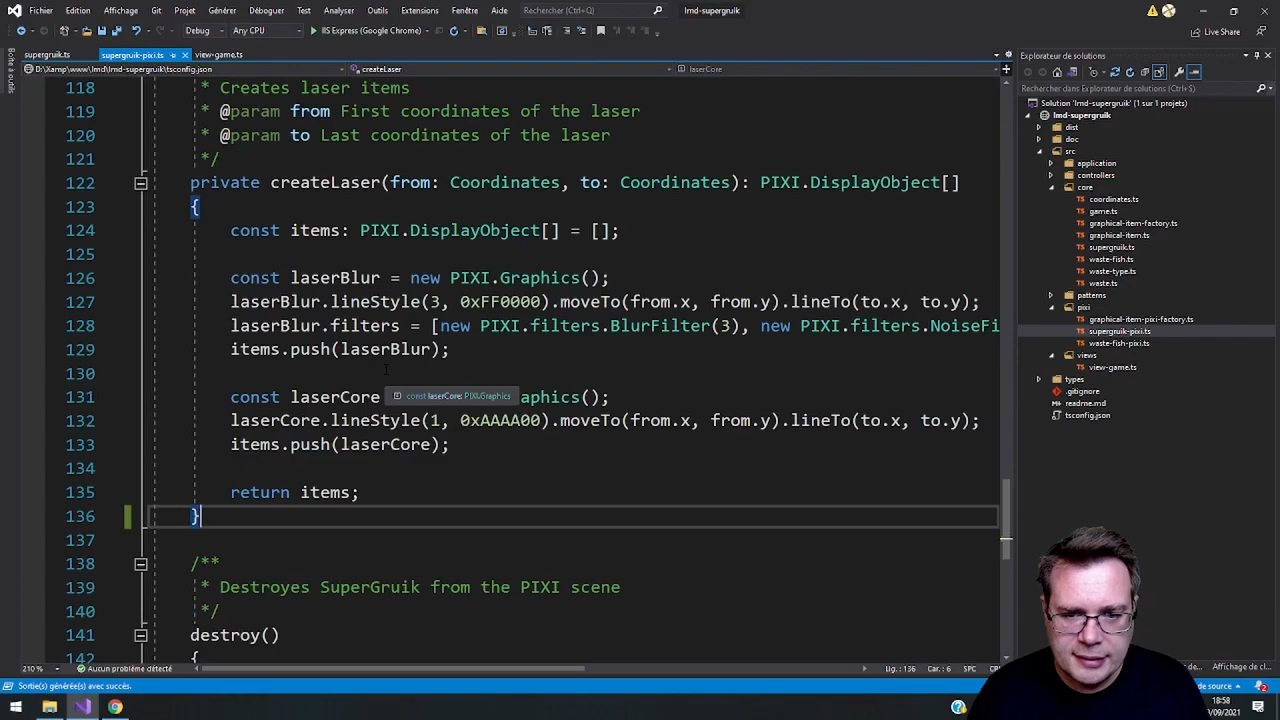 Fichier Edition Affichage Git Projet Générer Déboguer Test Analyser Outils Extensions Fenêtre Aide Rechercher (Ctrl+Q) lmd-supergruik
Debug Any CPU IIS Express (Google Chrome) Live Share
supergruik.ts supergruik-pixi.ts view-game.ts
D:\Xamp\www\lmd\lmd-supergruik\tsconfig.json createLaser laserCore
Boîte à outils
118 * Creates laser items
119 * @param from First coordinates of the laser
120 * @param to Last coordinates of the laser
121 */
122 private createLaser(from: Coordinates, to: Coordinates): PIXI.DisplayObject[]
123 {
124 const items: PIXI.DisplayObject[] = [];
125
126 const laserBlur = new PIXI.Graphics();
127 laserBlur.lineStyle(3, 0xFF0000).moveTo(from.x, from.y).lineTo(to.x, to.y);
128 laserBlur.filters = [new PIXI.filters.BlurFilter(3), new PIXI.filters.NoiseFi
129 items.push(laserBlur);
130
131 const laserCore aphics();
const laserCore: PIXI.Graphics
132 laserCore.lineStyle(1, 0xAAAA00).moveTo(from.x, from.y).lineTo(to.x, to.y);
133 items.push(laserCore);
134
135 return items;
136 }
137
138 /**
139 * Destroyes SuperGruik from the PIXI scene
140 */
141 destroy()
142 {
210 % Aucun problème détecté Lig. : 136 Car. : 6 SPC
Sortie(s) générée(s) avec succès.
Explorateur de solutions
Rechercher dans Explorateur de solutions (Ctrl+$)
Solution 'lmd-supergruik' (1 sur 1 projets)
lmd-supergruik
dist
doc
src
application
controllers
core
coordinates.ts
game.ts
graphical-item-factory.ts
graphical-item.ts
supergruik.ts
waste-fish.ts
waste-type.ts
waste.ts
patterns
pixi
graphical-item-pixi-factory.ts
supergruik-pixi.ts
waste-fish-pixi.ts
views
view-game.ts
types
.gitignore
readme.md
tsconfig.json
de... Affichage de cl...
de source 2
18:58
/09/2021